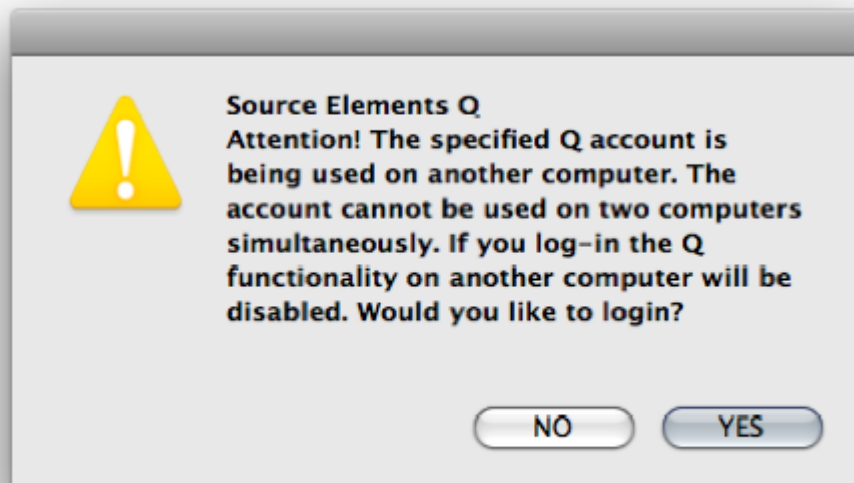 Source Elements Q
Attention! The specified Q account is
being used on another computer. The
account cannot be used on two computers
simultaneously. If you log-in the Q
functionality on another computer will be
disabled. Would you like to login?
NO YES